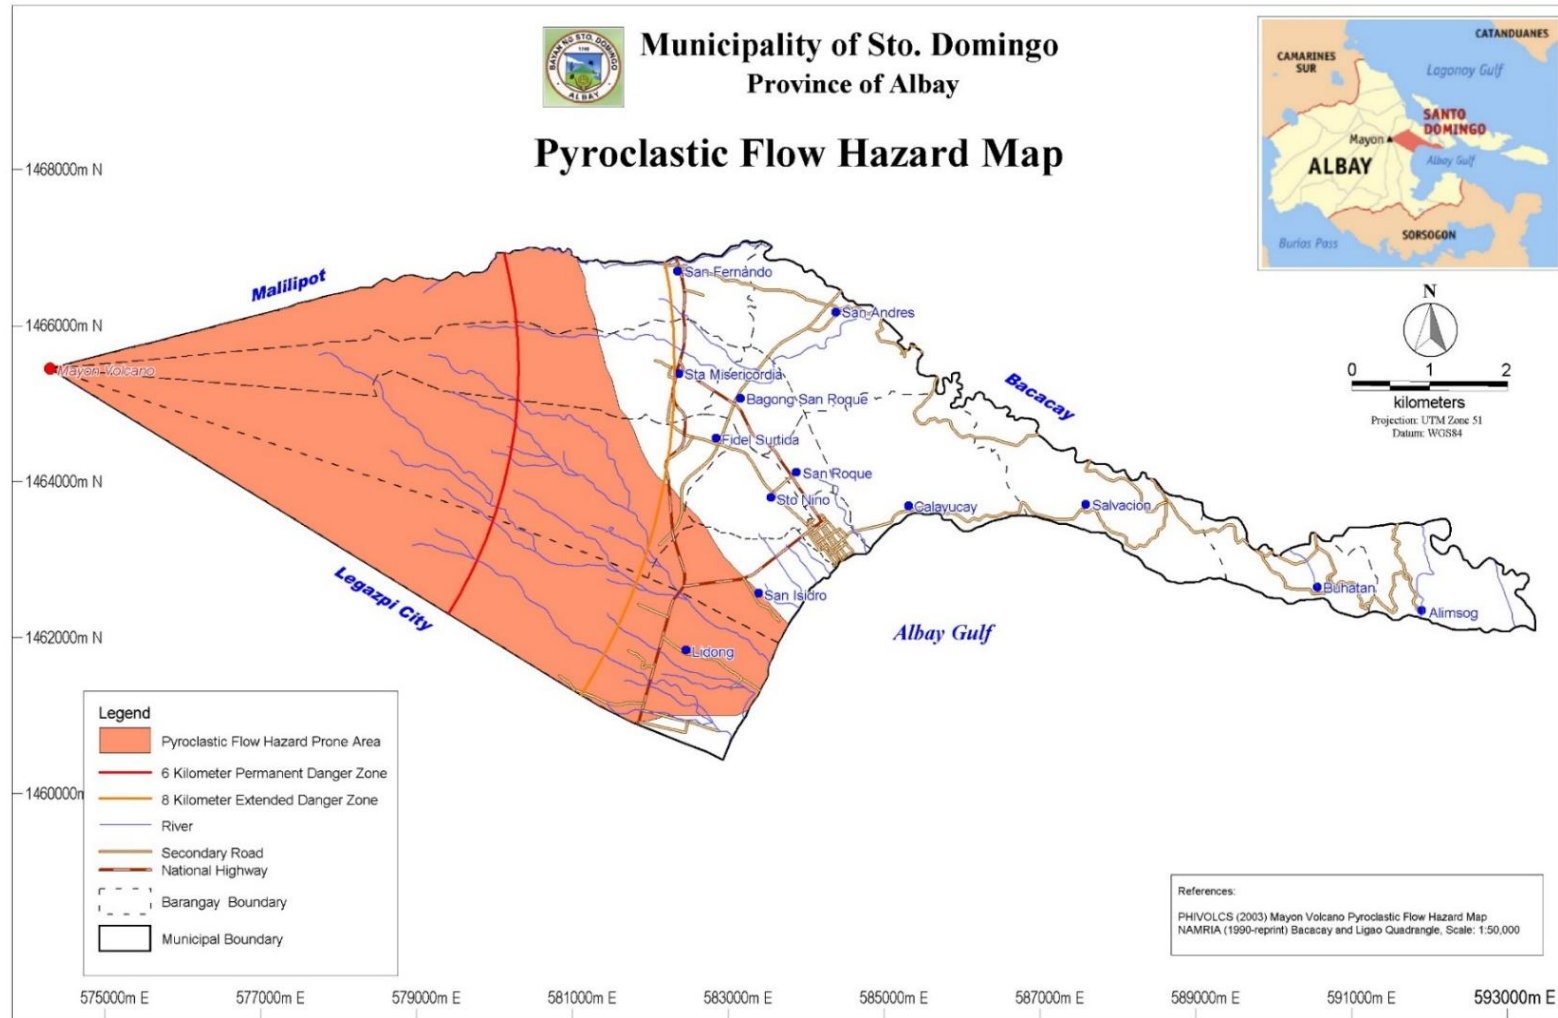 Municipality of Sto. Domingo
Province of Albay
Pyroclastic Flow Hazard Map
BAYAN NG STO. DOMINGO
ALBAY
CATANDUANES
CAMARINES
SUR
Lagonoy Gulf
SANTO
DOMINGO
Mayon
ALBAY
Albay Gulf
Burias Pass
SORSOGON
N
0 1 2
kilometers
Projection: UTM Zone 51
Datum: WGS84
1468000m N
1466000m N
1464000m N
1462000m N
1460000m
Malilipot
Mayon Volcano
Legazpi City
Bacacay
Albay Gulf
San Fernando
San Andres
Sta Misericordia
Bagong San Roque
Fidel Surtida
San Roque
Sto Nino
Calayucay
Salvacion
San Isidro
Buhatan
Alimsog
Lidong
Legend
Pyroclastic Flow Hazard Prone Area
6 Kilometer Permanent Danger Zone
8 Kilometer Extended Danger Zone
River
Secondary Road
National Highway
Barangay Boundary
Municipal Boundary
References:
PHIVOLCS (2003) Mayon Volcano Pyroclastic Flow Hazard Map
NAMRIA (1990-reprint) Bacacay and Ligao Quadrangle, Scale: 1:50,000
575000m E 577000m E 579000m E 581000m E 583000m E 585000m E 587000m E 589000m E 591000m E 593000m E